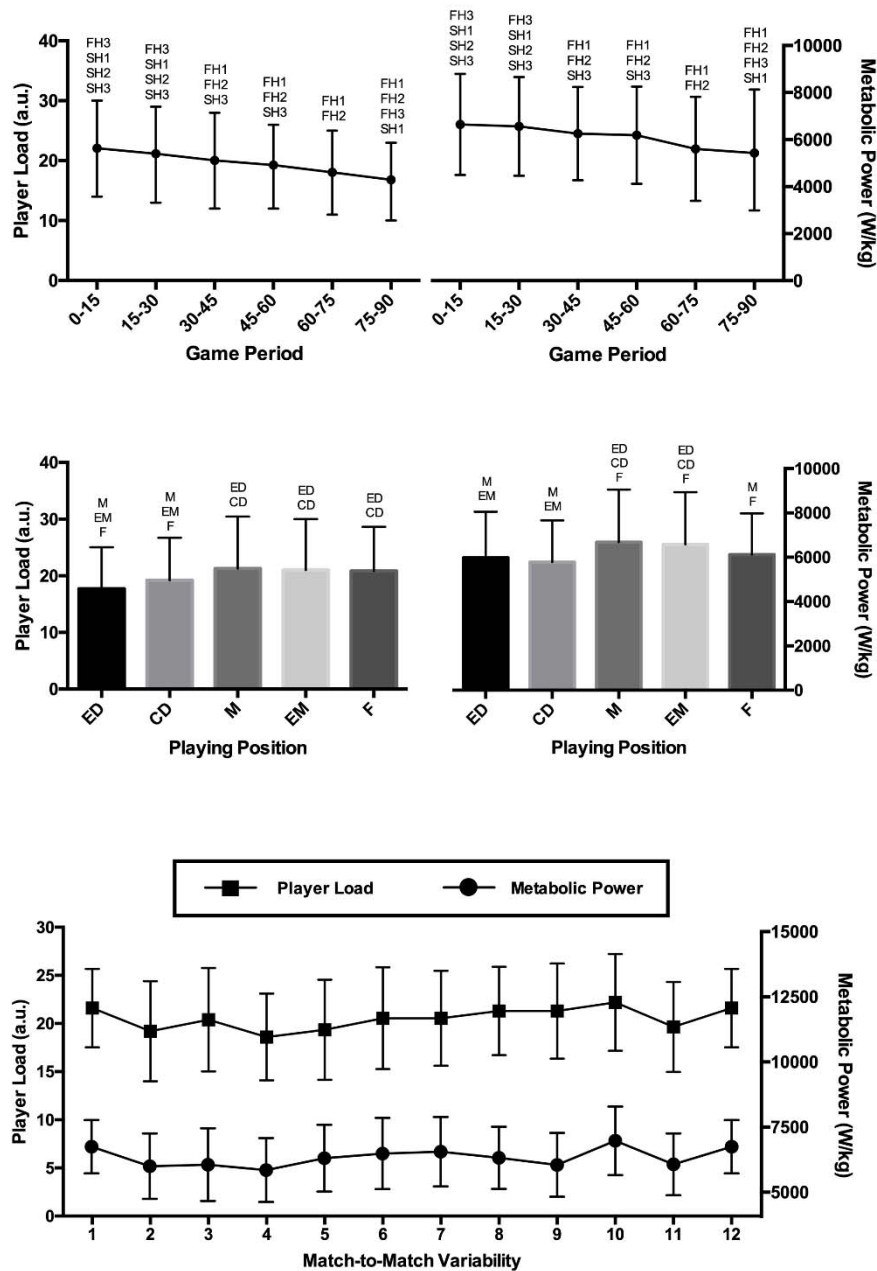 Player Load (a.u.)
40
30
20
10
0
FH3
SH1
SH2
SH3
FH3
SH1
SH2
SH3
FH1
FH2
SH3
FH1
FH2
SH3
FH1
FH2
FH1
FH2
FH3
SH1
0-15
15-30
30-45
45-60
60-75
75-90
Game Period
FH3
SH1
SH2
SH3
FH3
SH1
SH2
SH3
FH1
FH2
SH3
FH1
FH2
SH3
FH1
FH2
FH1
FH2
FH3
SH1
10000
8000
6000
4000
2000
0
Metabolic Power (W/kg)
0-15
15-30
30-45
45-60
60-75
75-90
Game Period
Player Load (a.u.)
40
30
20
10
0
M
EM
F
M
EM
F
ED
CD
ED
CD
ED
CD
ED
CD
M
EM
F
Playing Position
M
EM
M
EM
ED
CD
F
ED
CD
F
M
F
10000
8000
6000
4000
2000
0
Metabolic Power (W/kg)
ED
CD
M
EM
F
Playing Position
Player Load
Metabolic Power
Player Load (a.u.)
30
25
20
15
10
5
0
15000
12500
10000
7500
5000
Metabolic Power (W/kg)
1 2 3 4 5 6 7 8 9 10 11 12
Match-to-Match Variability